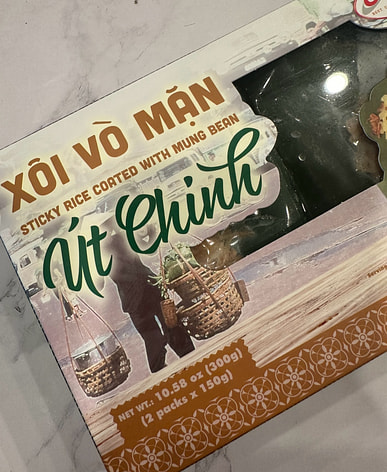 XÔI VÒ MẶN
STICKY RICE COATED WITH MUNG BEAN
Út Chinh
NET WT.: 10.58 oz (300g)
(2 packs x 150g)